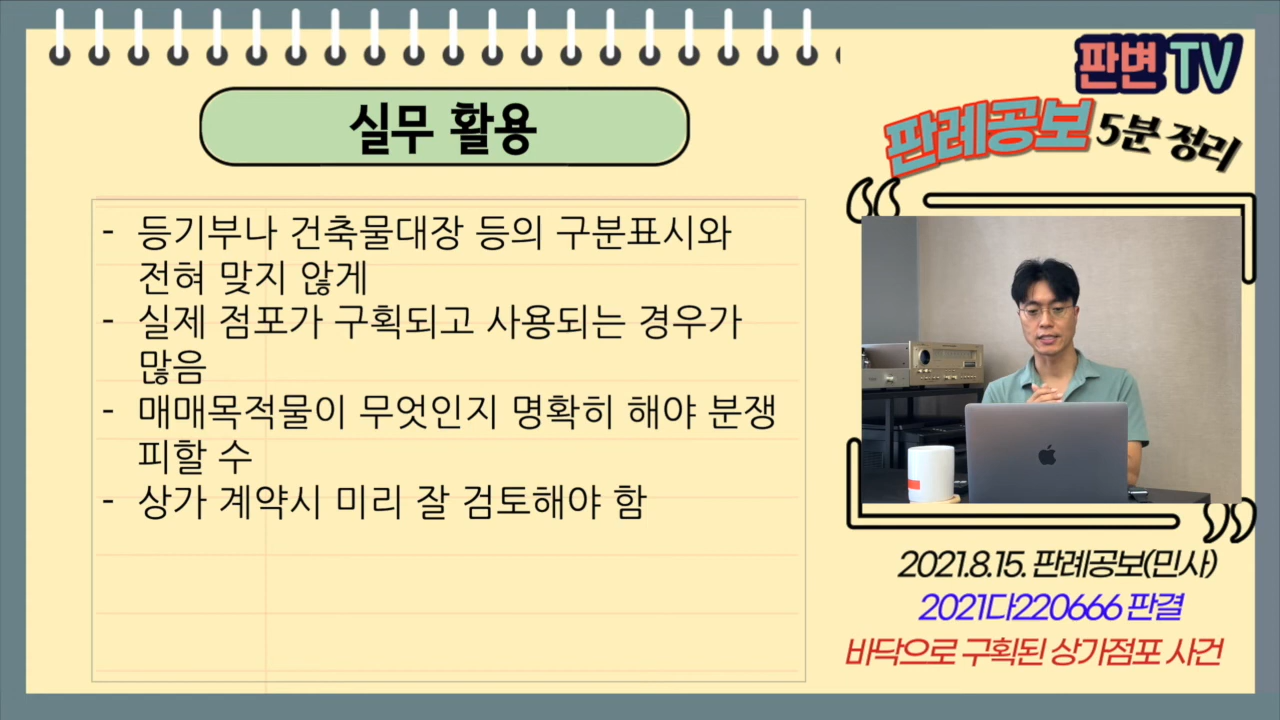 판변 TV
판례공보 5분 정리
실무 활용
- 등기부나 건축물대장 등의 구분표시와
전혀 맞지 않게
- 실제 점포가 구획되고 사용되는 경우가
많음
- 매매목적물이 무엇인지 명확히 해야 분쟁
피할 수
- 상가 계약시 미리 잘 검토해야 함
2021.8.15. 판례공보(민사)
2021다220666 판결
바닥으로 구획된 상가점포 사건